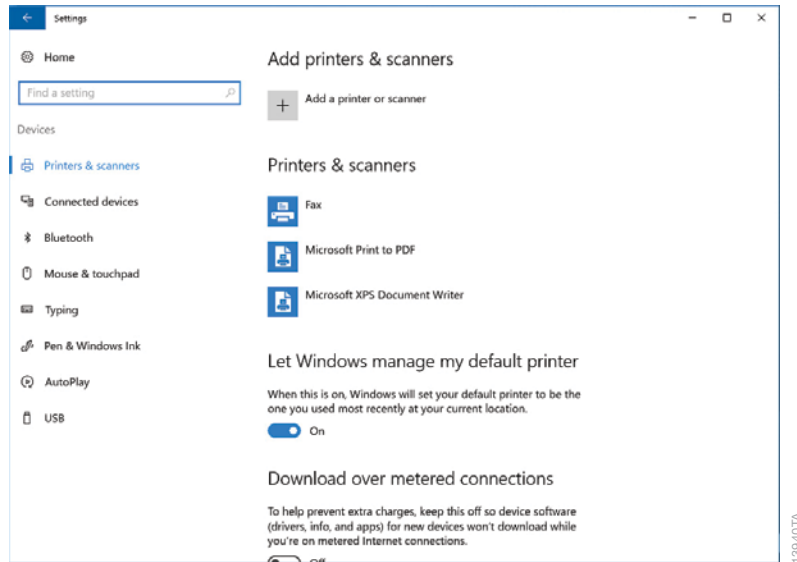 Settings
Home
Find a setting
Devices
Printers & scanners
Connected devices
Bluetooth
Mouse & touchpad
Typing
Pen & Windows Ink
AutoPlay
USB
Add printers & scanners
Add a printer or scanner
Printers & scanners
Fax
Microsoft Print to PDF
Microsoft XPS Document Writer
Let Windows manage my default printer
When this is on, Windows will set your default printer to be the
one you used most recently at your current location.
On
Download over metered connections
To help prevent extra charges, keep this off so device software
(drivers, info, and apps) for new devices won't download while
you're on metered Internet connections.
Off